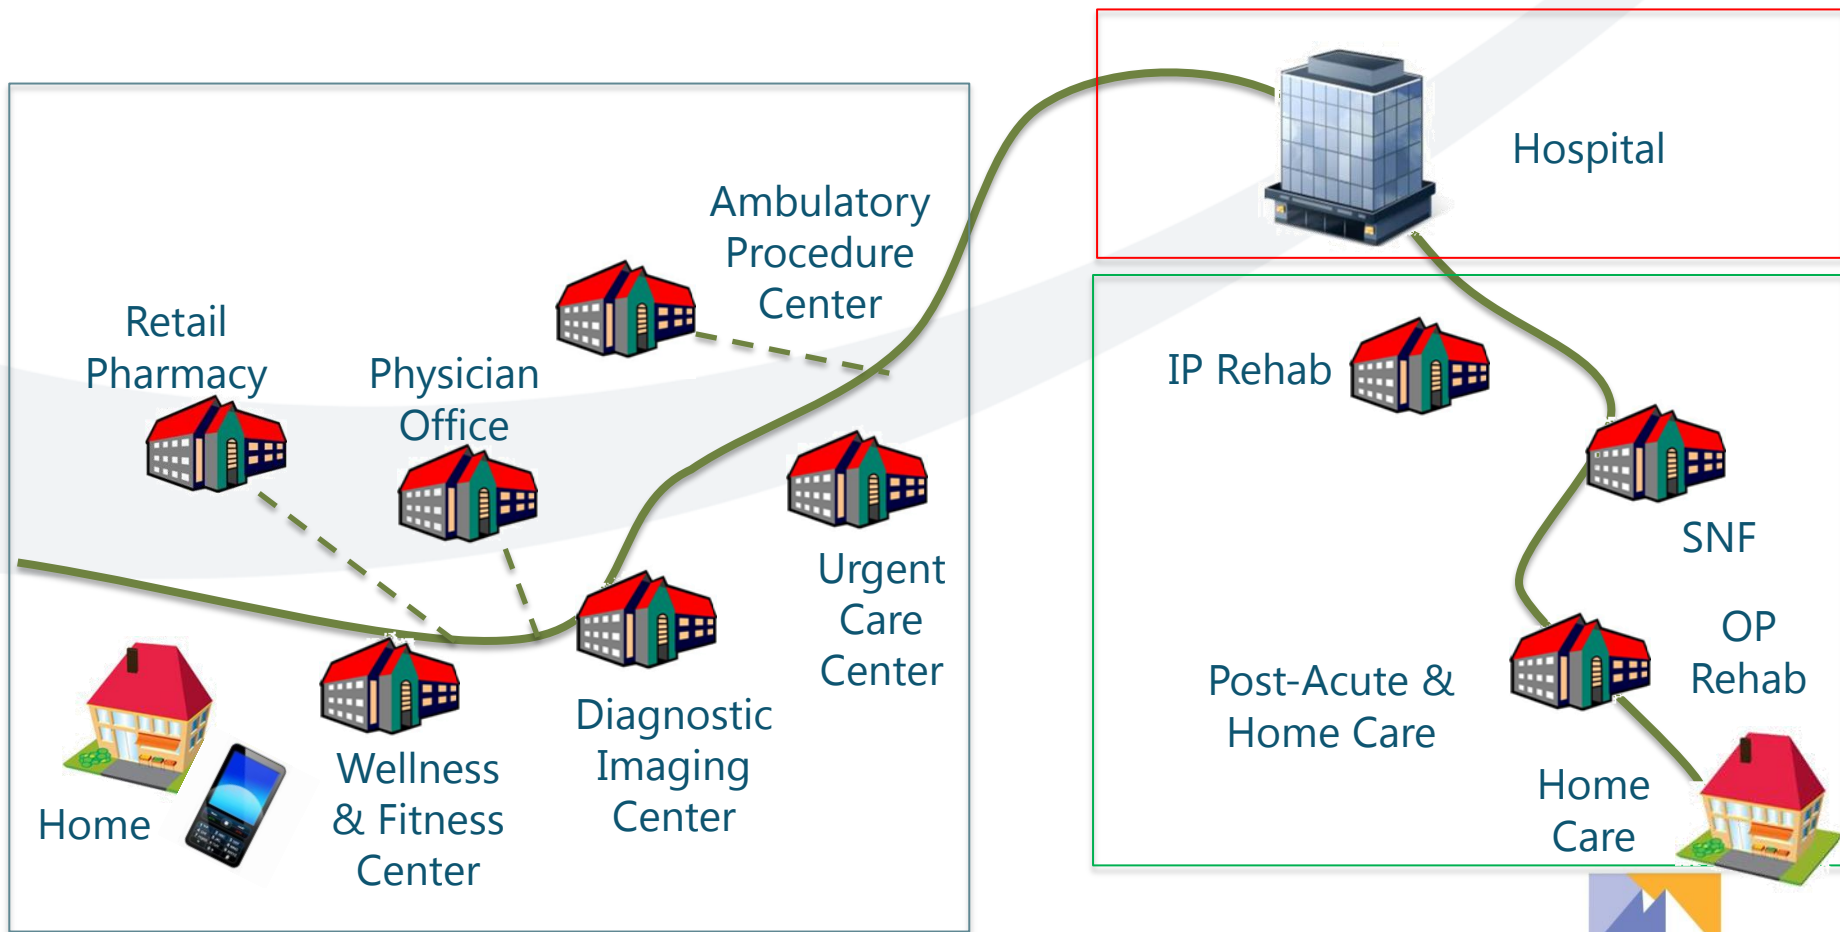 Hospital
Ambulatory
Procedure
Center
Retail
Pharmacy
Physician
Office
IP Rehab
SNF
Urgent
Care
Center
OP
Rehab
Post-Acute &
Home Care
Diagnostic
Imaging
Center
Wellness
& Fitness
Center
Home
Home
Care